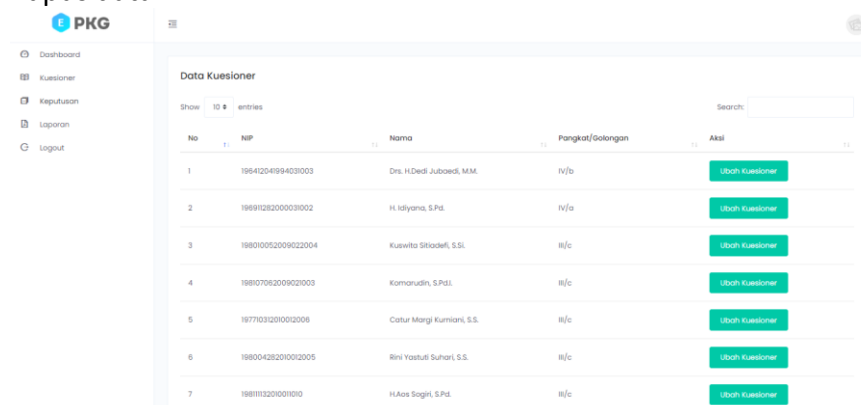 E PKG
Dashboard
Kuesioner
Keputusan
Laporan
Logout
Data Kuesioner
Show 10 entries
Search:
No NIP Nama Pangkat/Golongan Aksi
1 196412041994031003 Drs. H.Dedi Jubaedi, M.M. IV/b Ubah Kuesioner
2 196911282000031002 H. Idiyana, S.Pd. IV/a Ubah Kuesioner
3 198010052009022004 Kuswita Sitiadefi, S.Si. III/c Ubah Kuesioner
4 198107062009021003 Komarudin, S.Pd.I. III/c Ubah Kuesioner
5 197710312010012006 Catur Margi Kurniani, S.S. III/c Ubah Kuesioner
6 198004282010012005 Rini Yastuti Suhari, S.S. III/c Ubah Kuesioner
7 198111132010011010 H.Aos Sogiri, S.Pd. III/c Ubah Kuesioner